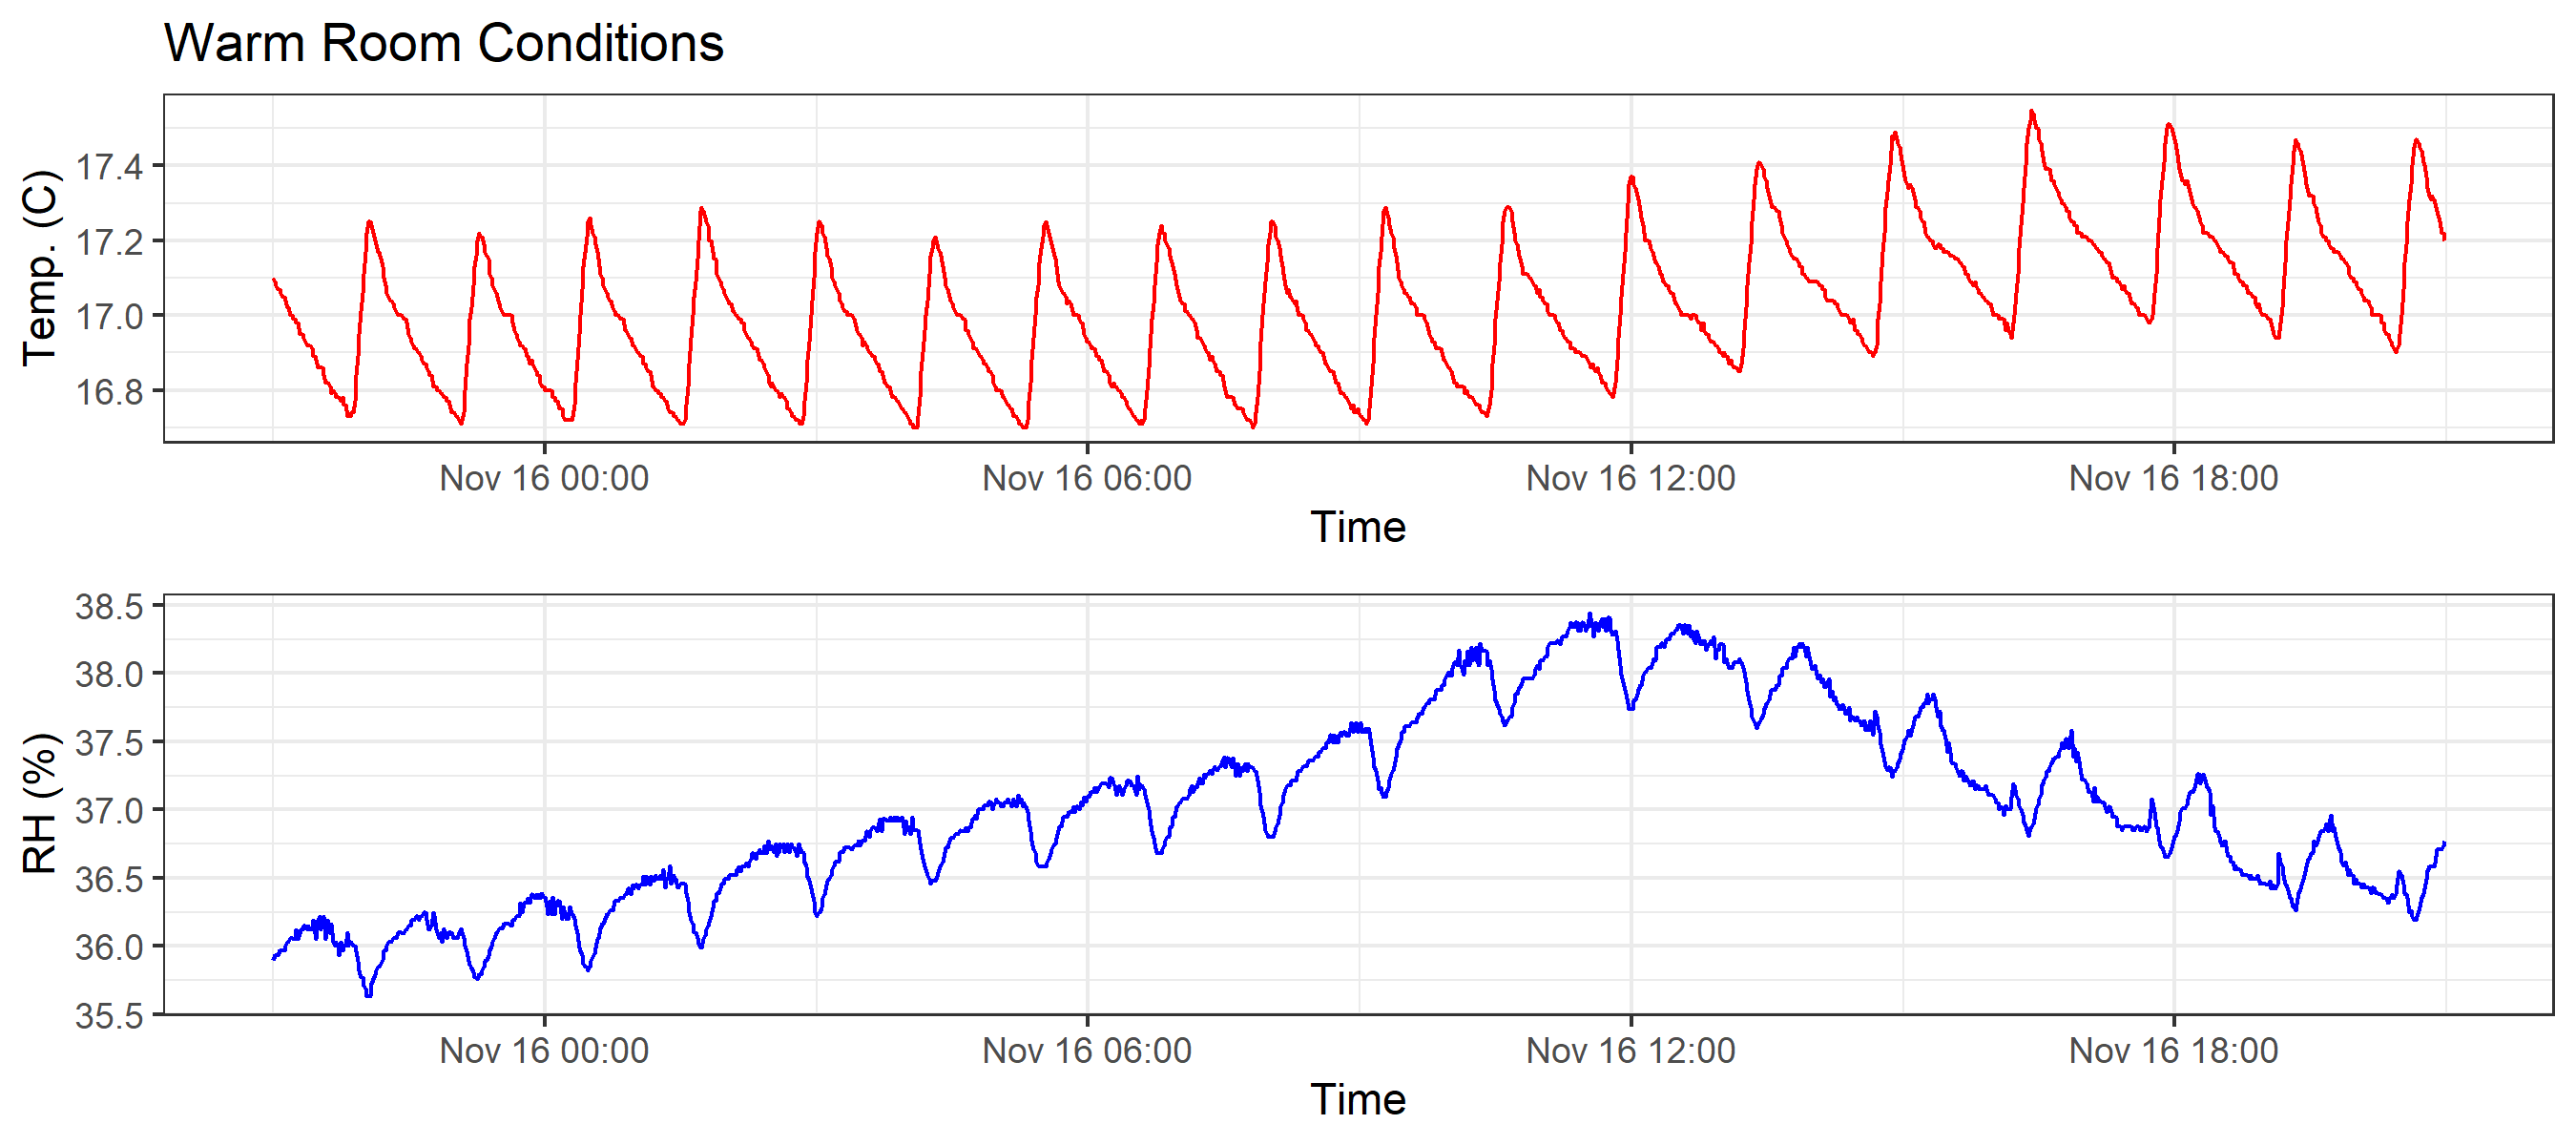 Warm Room Conditions
Temp. (C)
17.4
17.2
17.0
16.8
Nov 16 00:00 Nov 16 06:00 Nov 16 12:00 Nov 16 18:00
Time
RH (%)
38.5
38.0
37.5
37.0
36.5
36.0
35.5
Nov 16 00:00 Nov 16 06:00 Nov 16 12:00 Nov 16 18:00
Time